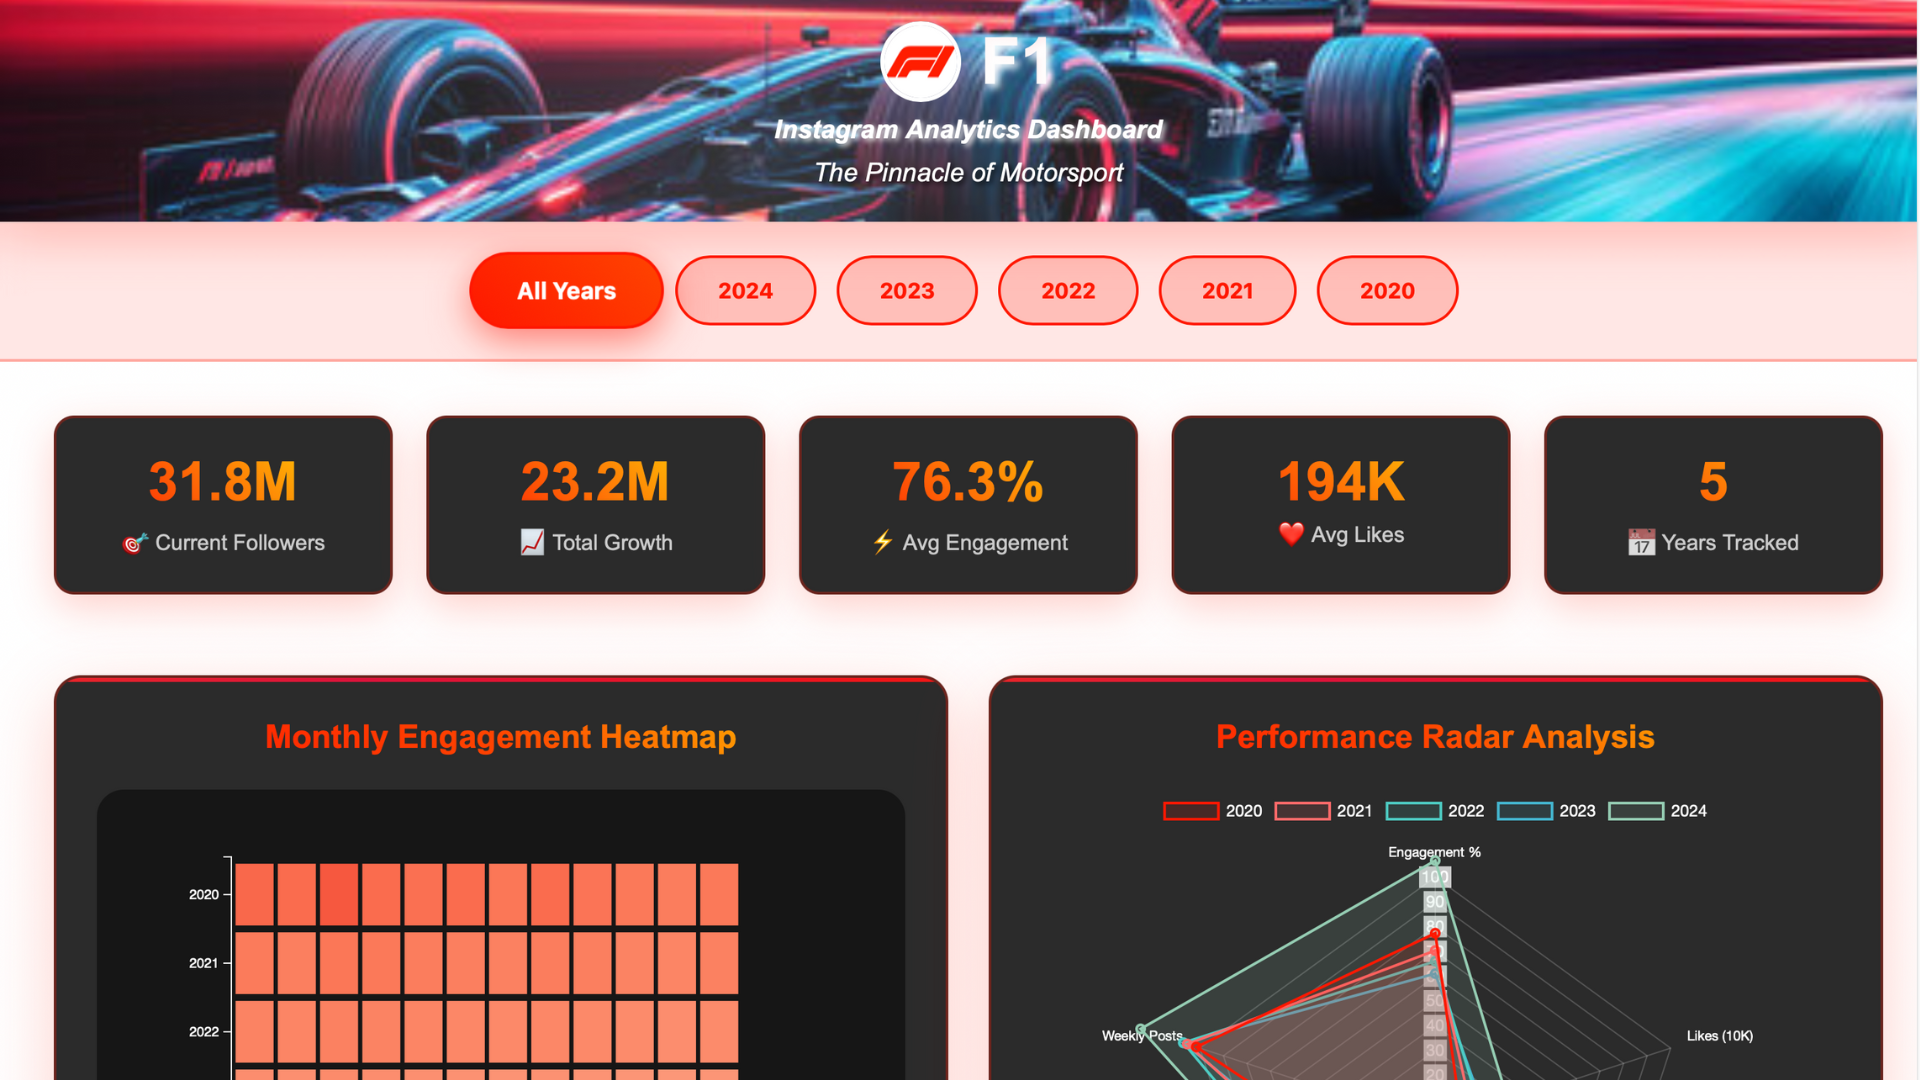 F1
F1
Instagram Analytics Dashboard
The Pinnacle of Motorsport
All Years
2024
2023
2022
2021
2020
31.8M
🎯 Current Followers
23.2M
📈 Total Growth
76.3%
⚡ Avg Engagement
194K
❤️ Avg Likes
5
17
📅 Years Tracked
Monthly Engagement Heatmap
2020
2021
2022
Performance Radar Analysis
2020
2021
2022
2023
2024
Engagement %
100
90
80
50
40
30
20
Weekly Posts
Likes (10K)